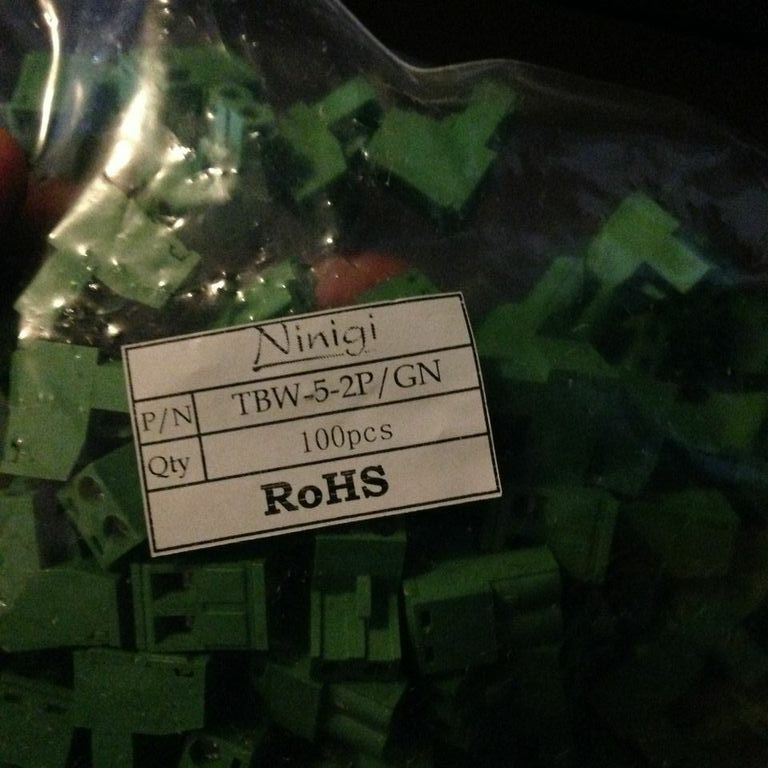 Ninigi
P/N TBW-5-2P/GN
Qty 100pcs
RoHS